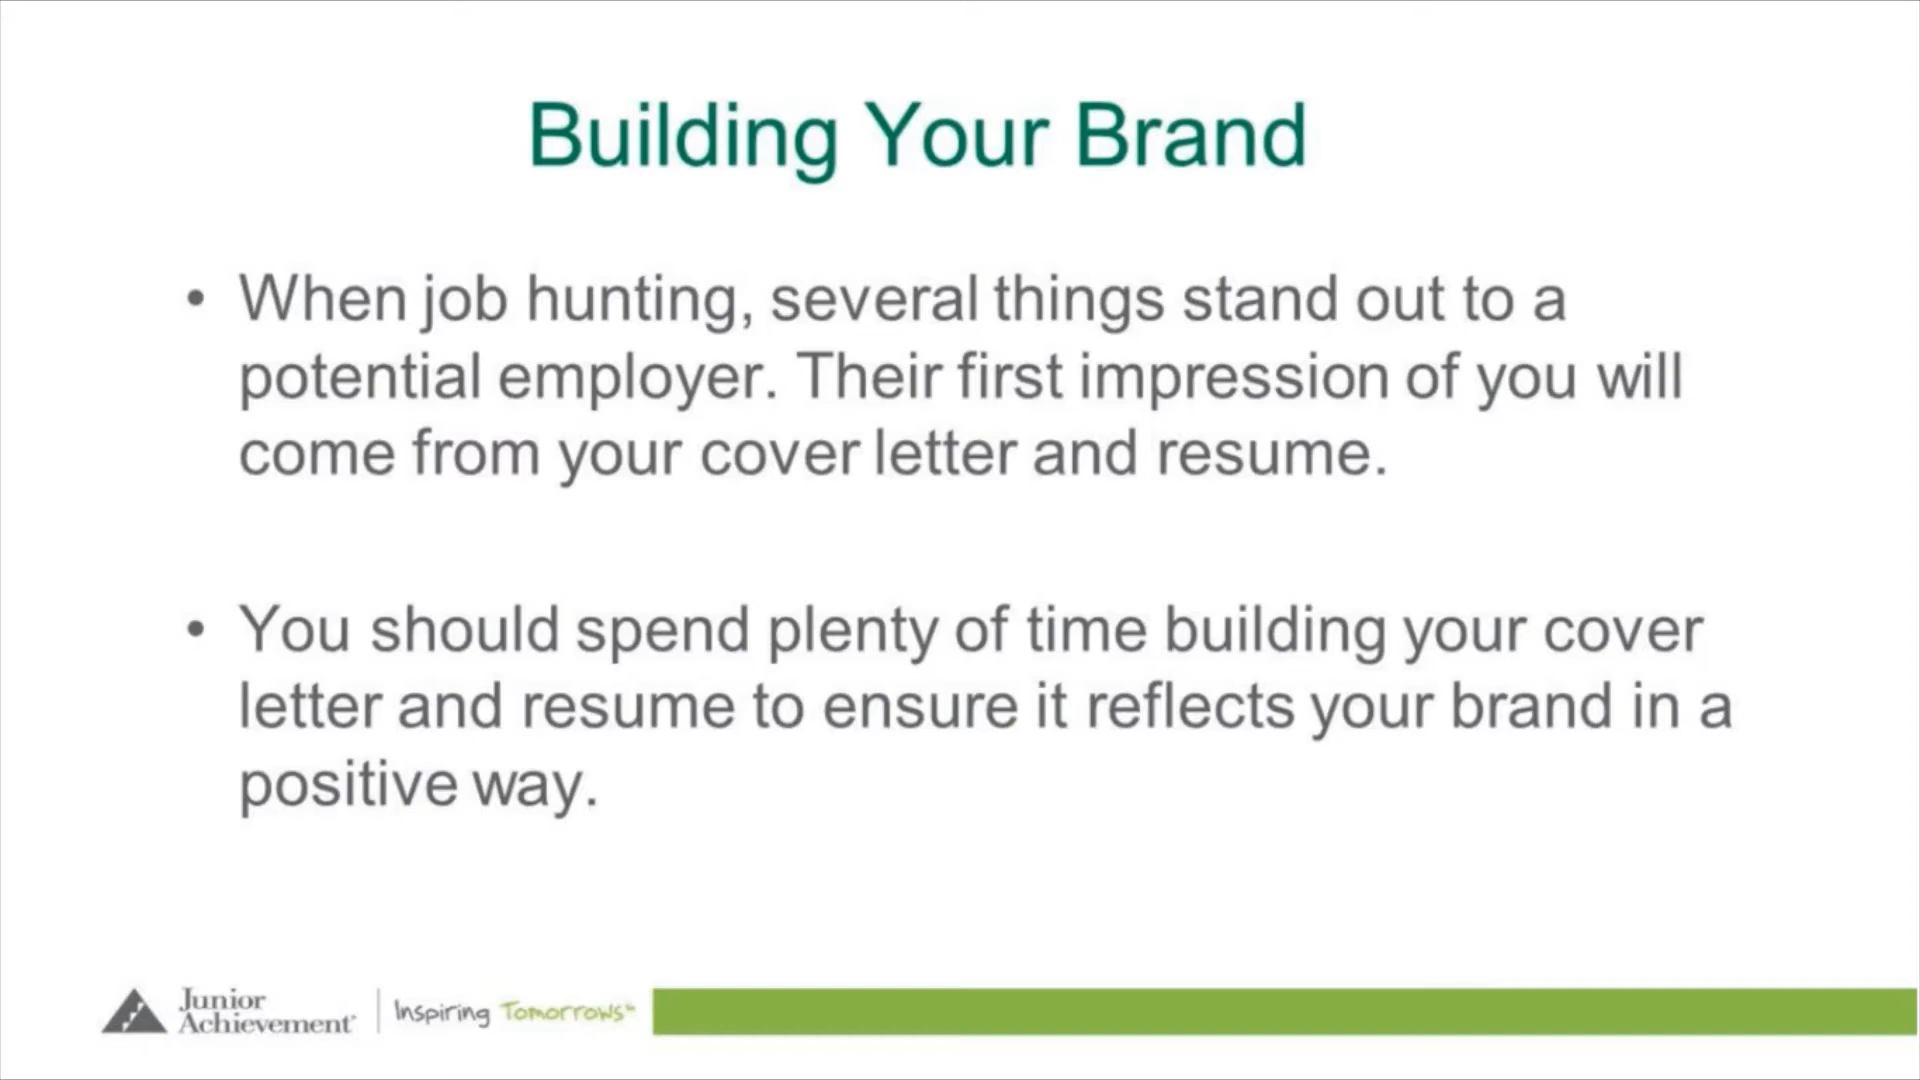 Building Your Brand
• When job hunting, several things stand out to a
potential employer. Their first impression of you will
come from your cover letter and resume.
• You should spend plenty of time building your cover
letter and resume to ensure it reflects your brand in a
positive way.
Junior
Achievement®
Inspiring Tomorrows™